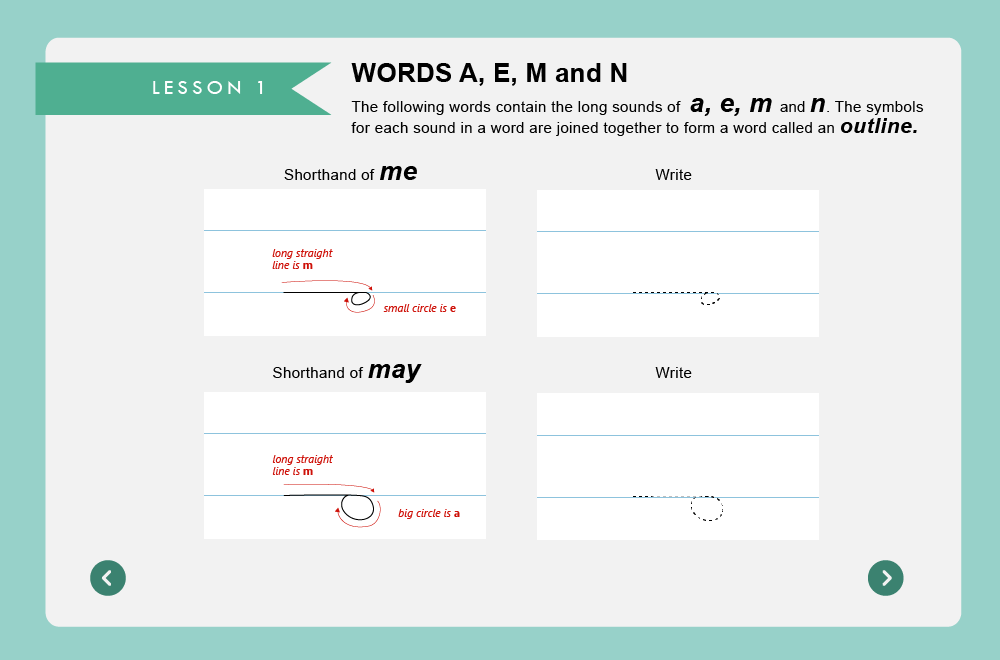 LESSON 1
WORDS A, E, M and N
The following words contain the long sounds of a, e, m and n. The symbols
for each sound in a word are joined together to form a word called an outline.
Shorthand of me
Write
long straight
line is m
small circle is e
Shorthand of may
Write
long straight
line is m
big circle is a